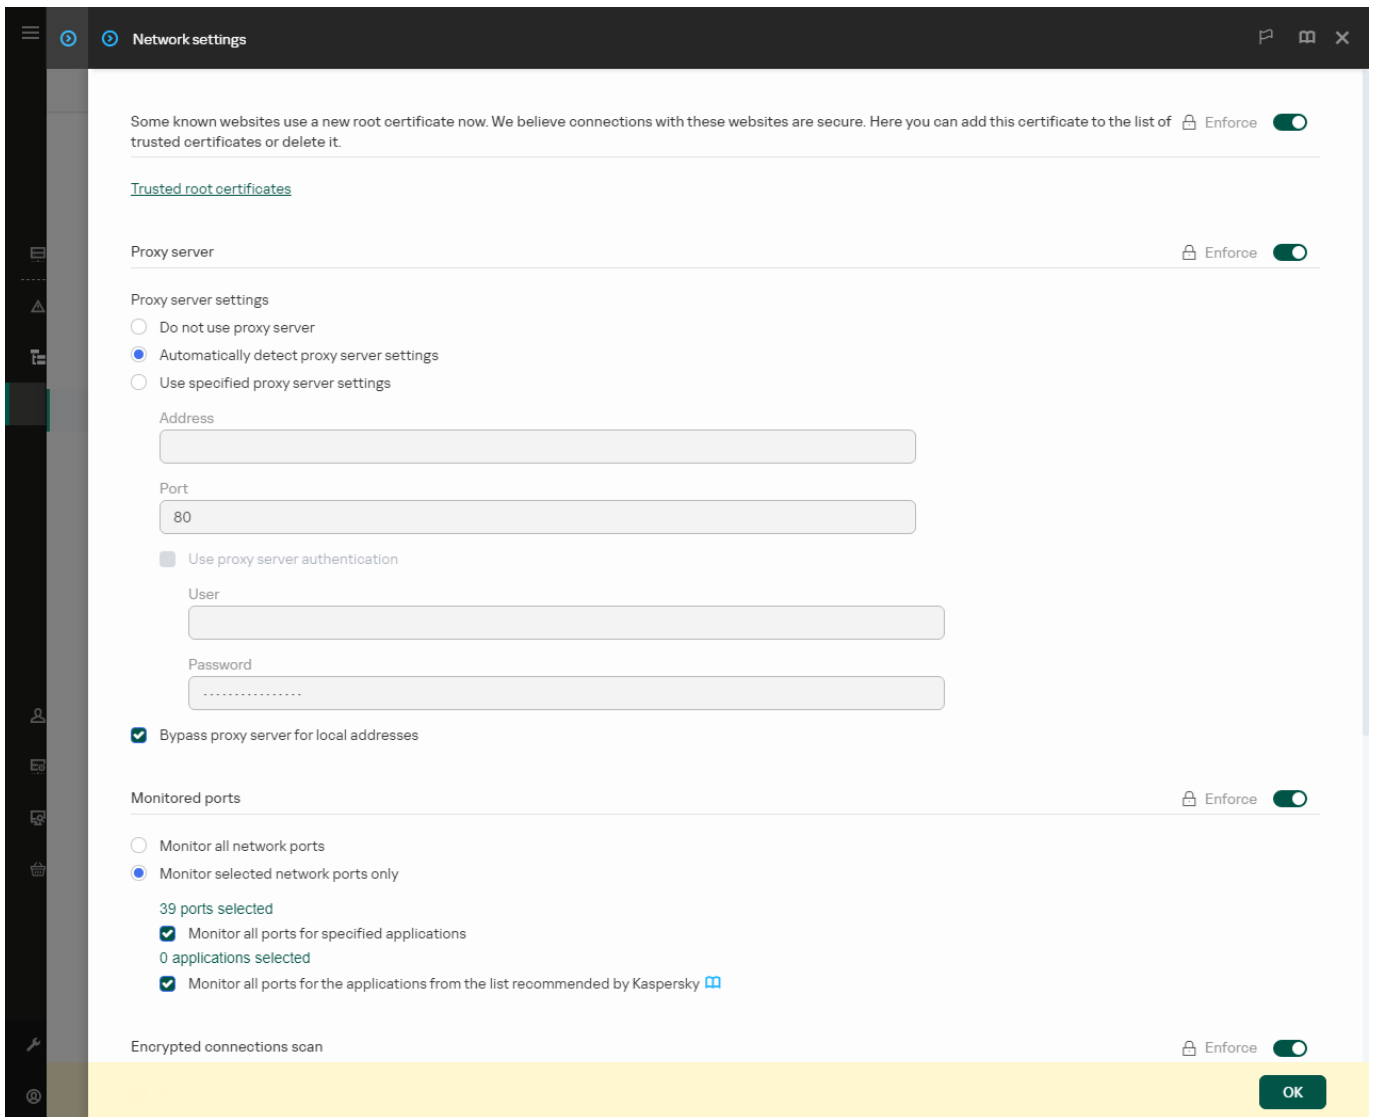 Network settings
Some known websites use a new root certificate now. We believe connections with these websites are secure. Here you can add this certificate to the list of
trusted certificates or delete it.
Enforce
Trusted root certificates
Proxy server
Enforce
Proxy server settings
Do not use proxy server
Automatically detect proxy server settings
Use specified proxy server settings
Address
Port
80
Use proxy server authentication
User
Password
Bypass proxy server for local addresses
Monitored ports
Enforce
Monitor all network ports
Monitor selected network ports only
39 ports selected
Monitor all ports for specified applications
0 applications selected
Monitor all ports for the applications from the list recommended by Kaspersky
Encrypted connections scan
Enforce
OK